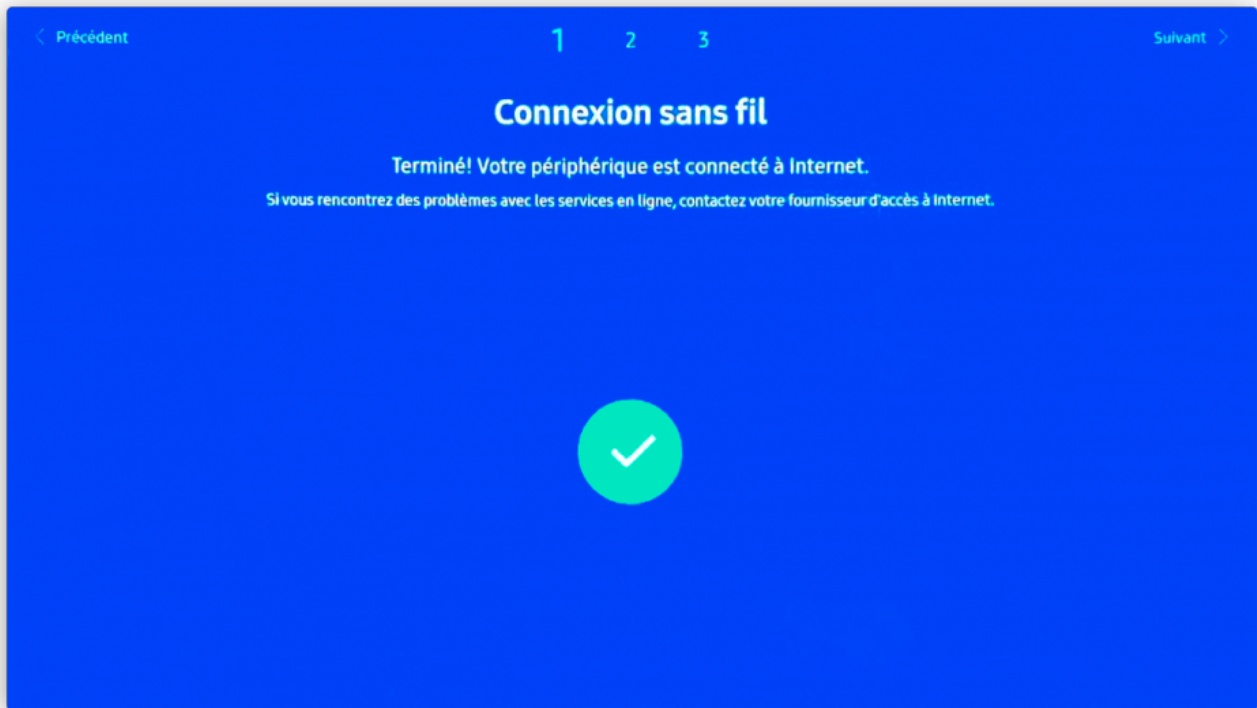 Précédent
1 2 3
Suivant
Connexion sans fil
Terminé! Votre périphérique est connecté à Internet.
Si vous rencontrez des problèmes avec les services en ligne, contactez votre fournisseur d'accès à Internet.